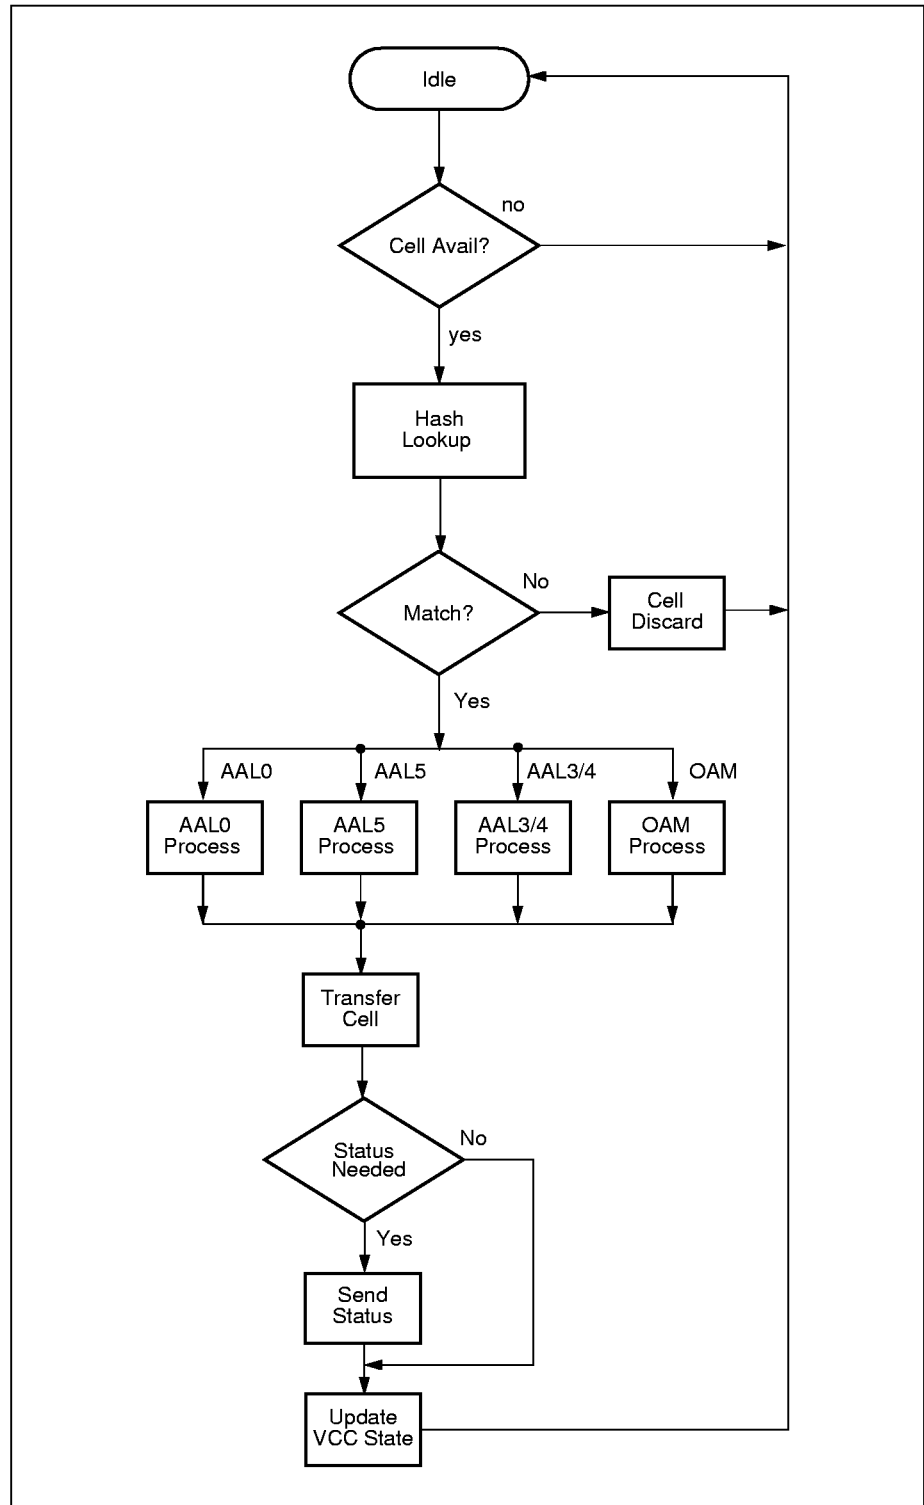 Idle
no
Cell Avail?
yes
Hash
Lookup
No
Match?
Cell
Discard
Yes
AAL0
AAL5
AAL3/4
OAM
AAL0
Process
AAL5
Process
AAL3/4
Process
OAM
Process
Transfer
Cell
No
Status
Needed
Yes
Send
Status
Update
VCC State